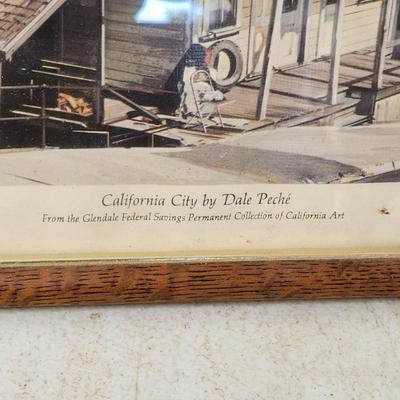 California City by Dale Peché
From the Glendale Federal Savings Permanent Collection of California Art